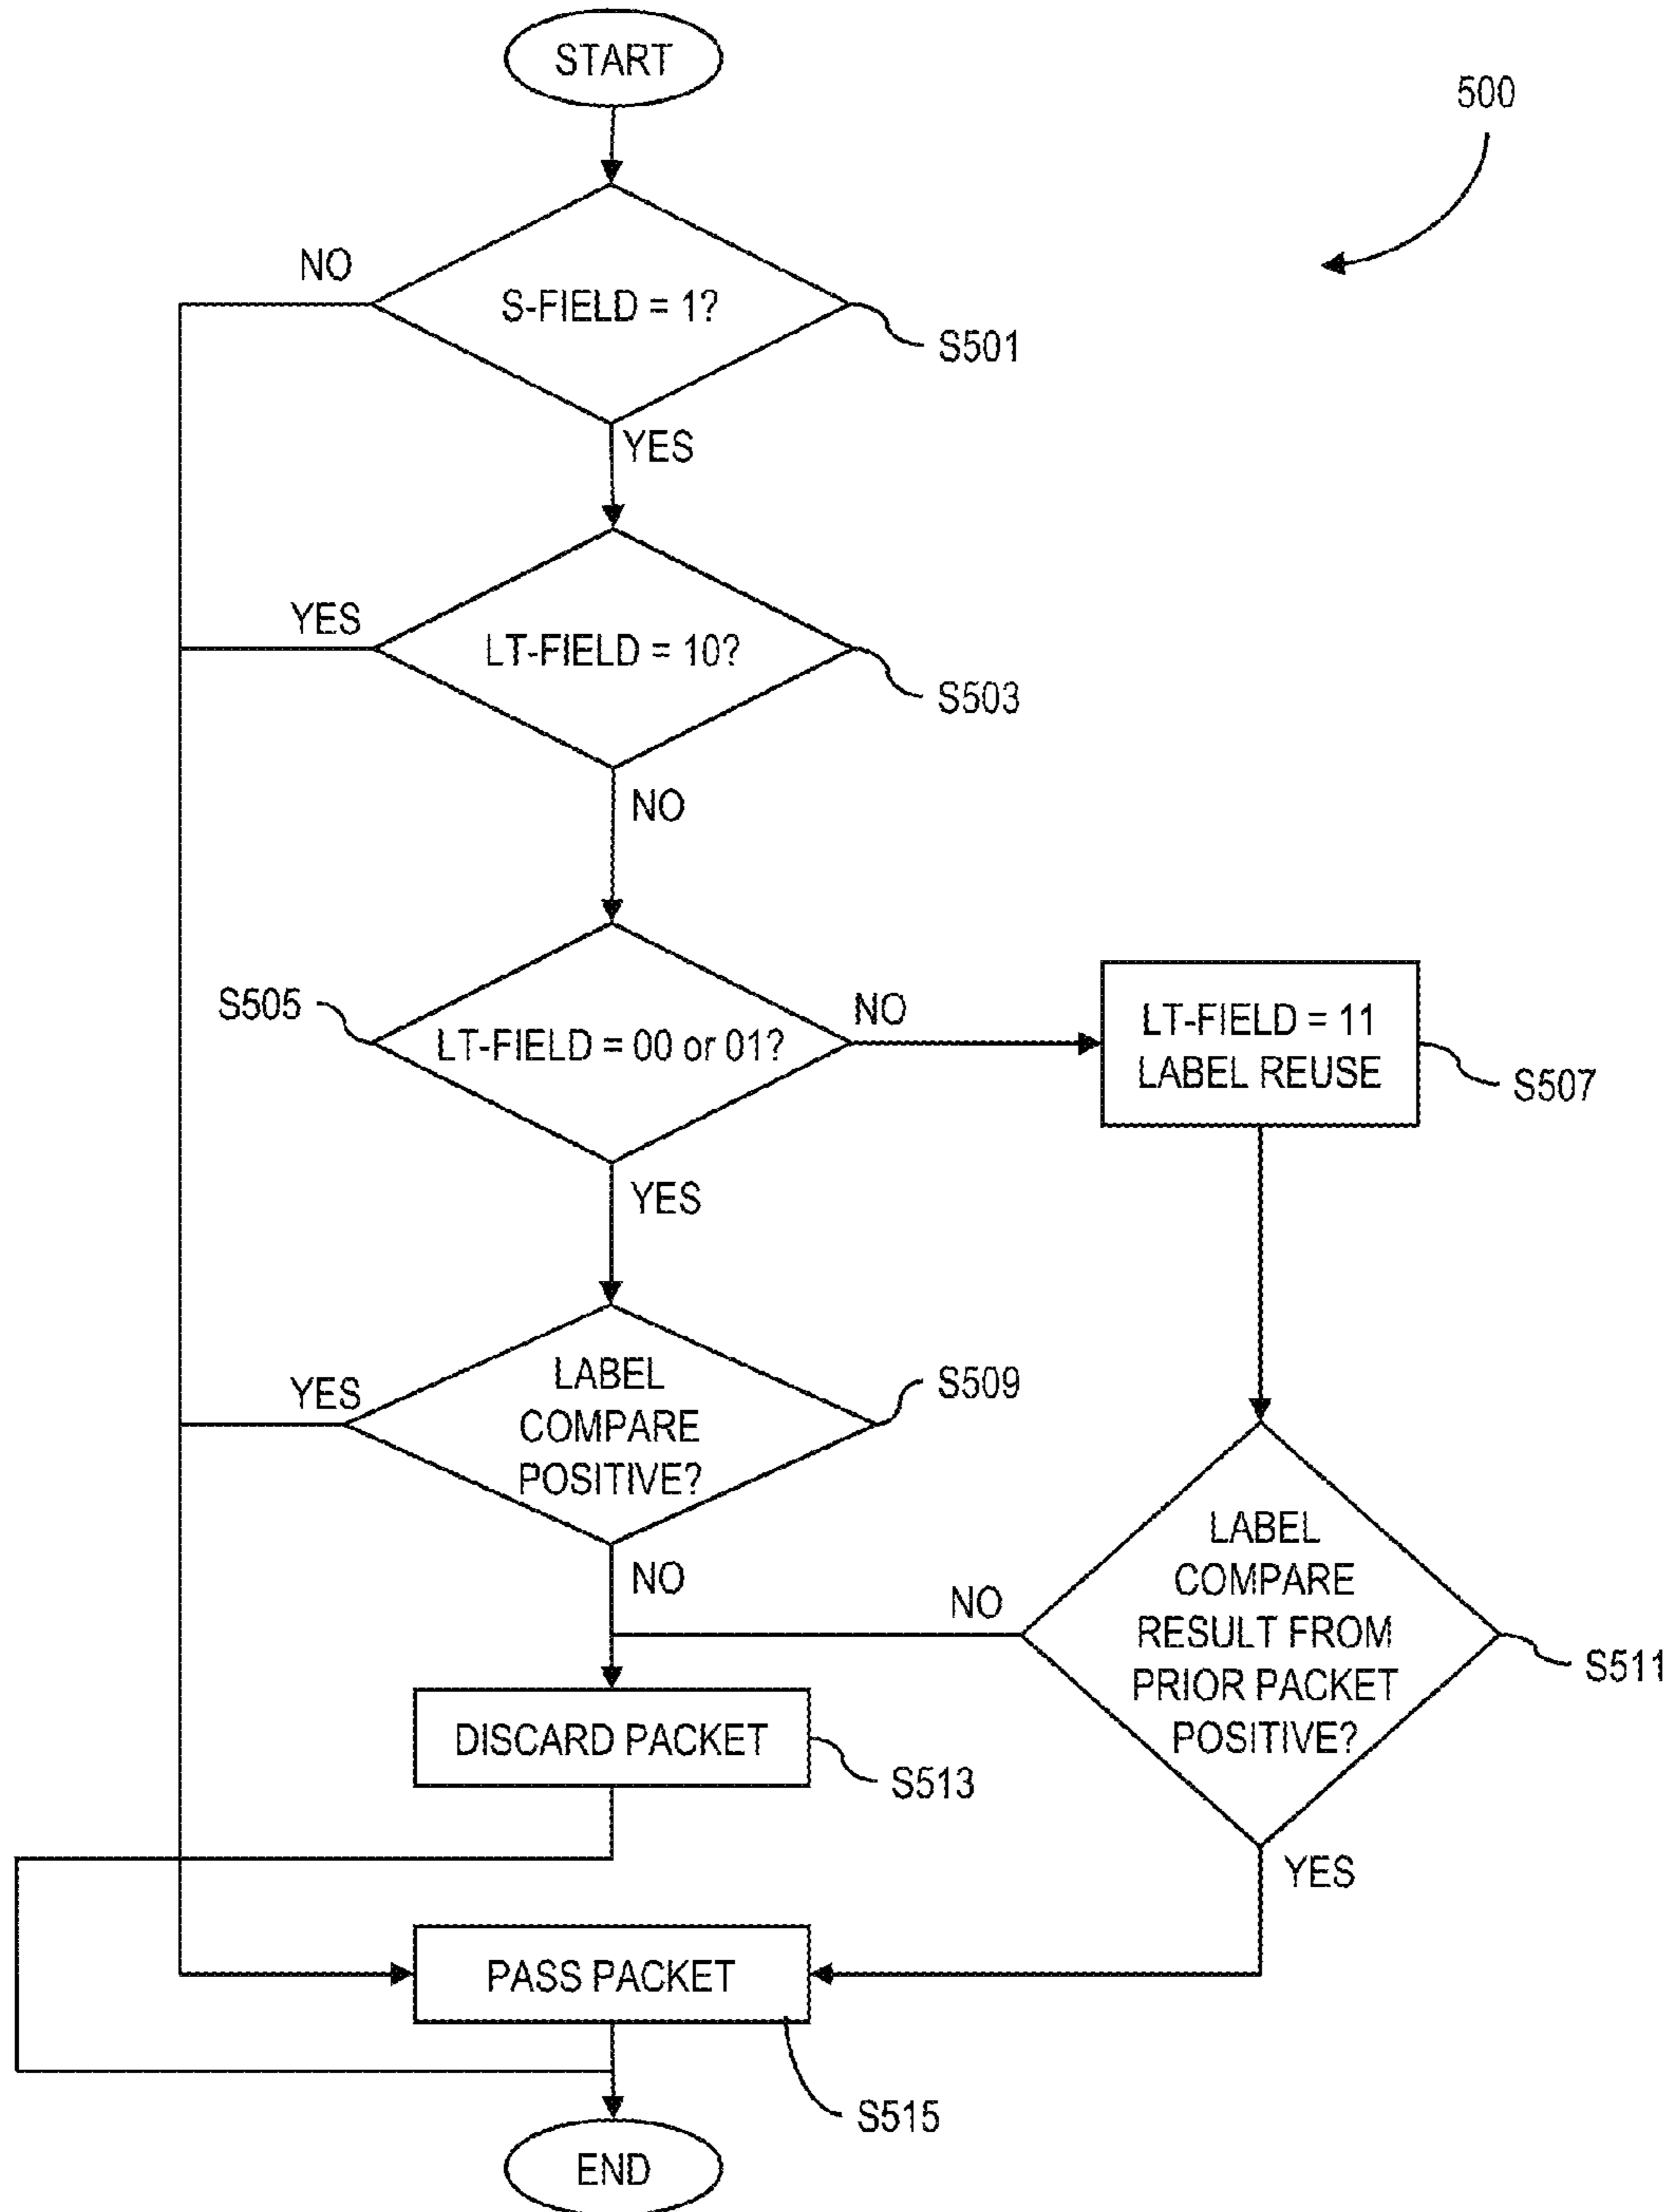 START
500
NO
S-FIELD = 1?
S501
YES
YES
LT-FIELD = 10?
S503
NO
S505
LT-FIELD = 00 or 01?
NO
LT-FIELD = 11
LABEL REUSE
S507
YES
YES
LABEL
COMPARE
POSITIVE?
S509
NO
NO
LABEL
COMPARE
RESULT FROM
PRIOR PACKET
POSITIVE?
S511
DISCARD PACKET
S513
YES
PASS PACKET
S515
END